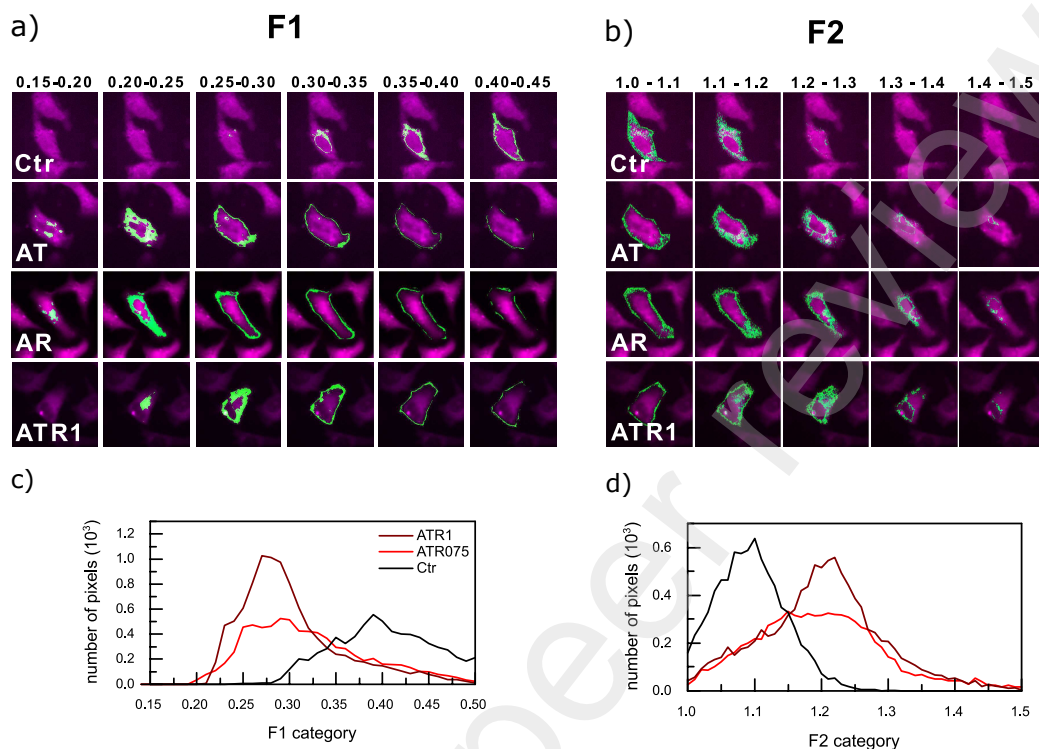 a)
F1
0.15-0.20 0.20-0.25 0.25-0.30 0.30-0.35 0.35-0.40 0.40-0.45
Ctr
AT
AR
ATR1
b)
F2
1.0 - 1.1 1.1 - 1.2 1.2 - 1.3 1.3 - 1.4 1.4 - 1.5
Ctr
AT
AR
ATR1
c)
number of pixels (10³)
1.2
1.0
0.8
0.6
0.4
0.2
0.0
ATR1
ATR075
Ctr
0.15 0.20 0.25 0.30 0.35 0.40 0.45 0.50
F1 category
d)
number of pixels (10³)
0.6
0.4
0.2
0.0
1.0 1.1 1.2 1.3 1.4 1.5
F2 category
peer review